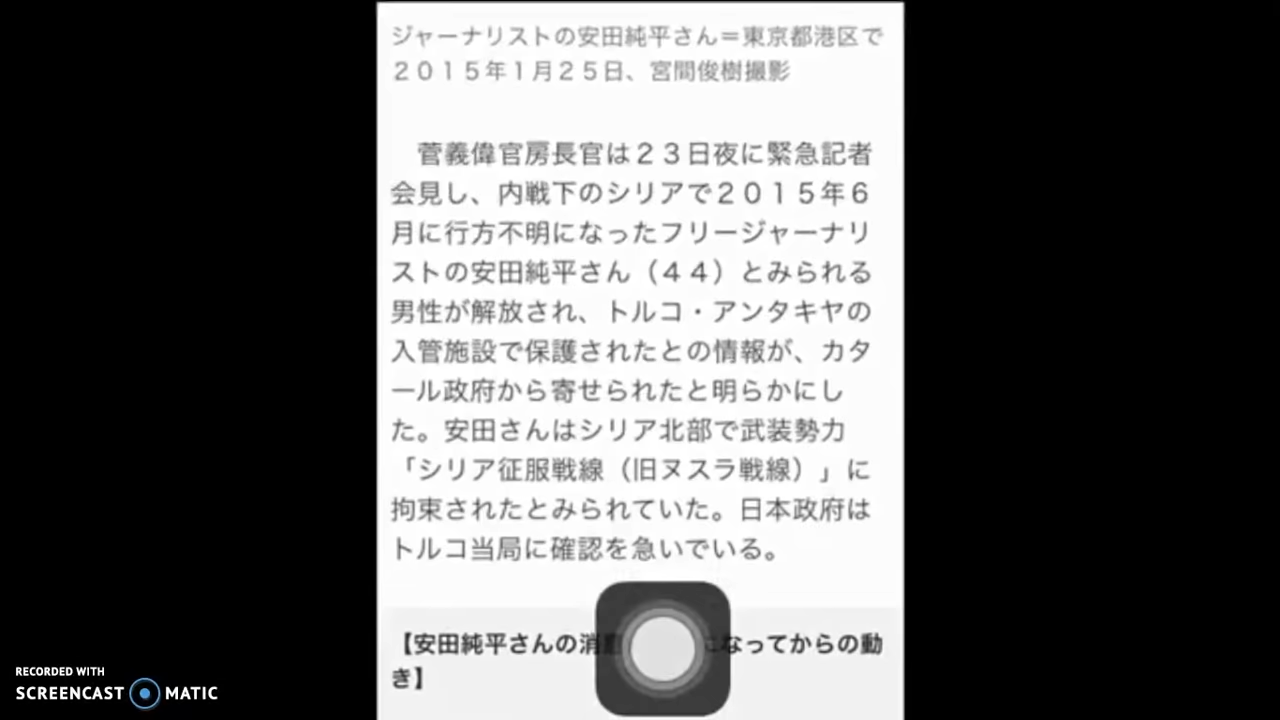 ジャーナリストの安田純平さん＝東京都港区で
２０１５年１月２５日、宮間俊樹撮影
菅義偉官房長官は２３日夜に緊急記者
会見し、内戦下のシリアで２０１５年６
月に行方不明になったフリージャーナリ
ストの安田純平さん（４４）とみられる
男性が解放され、トルコ・アンタキヤの
入管施設で保護されたとの情報が、カタ
ール政府から寄せられたと明らかにし
た。安田さんはシリア北部で武装勢力
「シリア征服戦線（旧ヌスラ戦線）」に
拘束されたとみられていた。日本政府は
トルコ当局に確認を急いでいる。
【安田純平さんの消 になってからの動
き】
RECORDED WITH
SCREENCAST MATIC